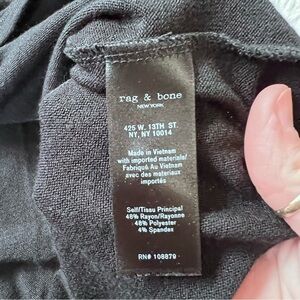 rag & bone
NEW YORK
425 W. 13TH ST.
NY, NY 10014
Made in Vietnam
with imported materials/
Fabriqué Au Vietnam
avec des materiaux
importés
Self/Tissu Principal
48% Rayon/Rayonne
48% Polyester
4% Spandex
RN# 108879